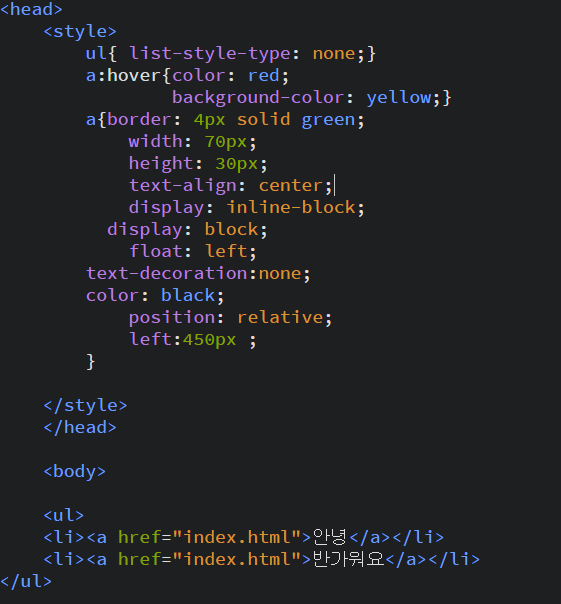 <head>
<style>
ul{ list-style-type: none;}
a:hover{color: red;
background-color: yellow;}
a{border: 4px solid green;
width: 70px;
height: 30px;
text-align: center;
display: inline-block;
display: block;
float: left;
text-decoration:none;
color: black;
position: relative;
left:450px ;
}
</style>
</head>
<body>
<ul>
<li><a href="index.html">안녕</a></li>
<li><a href="index.html">반가워요</a></li>
</ul>